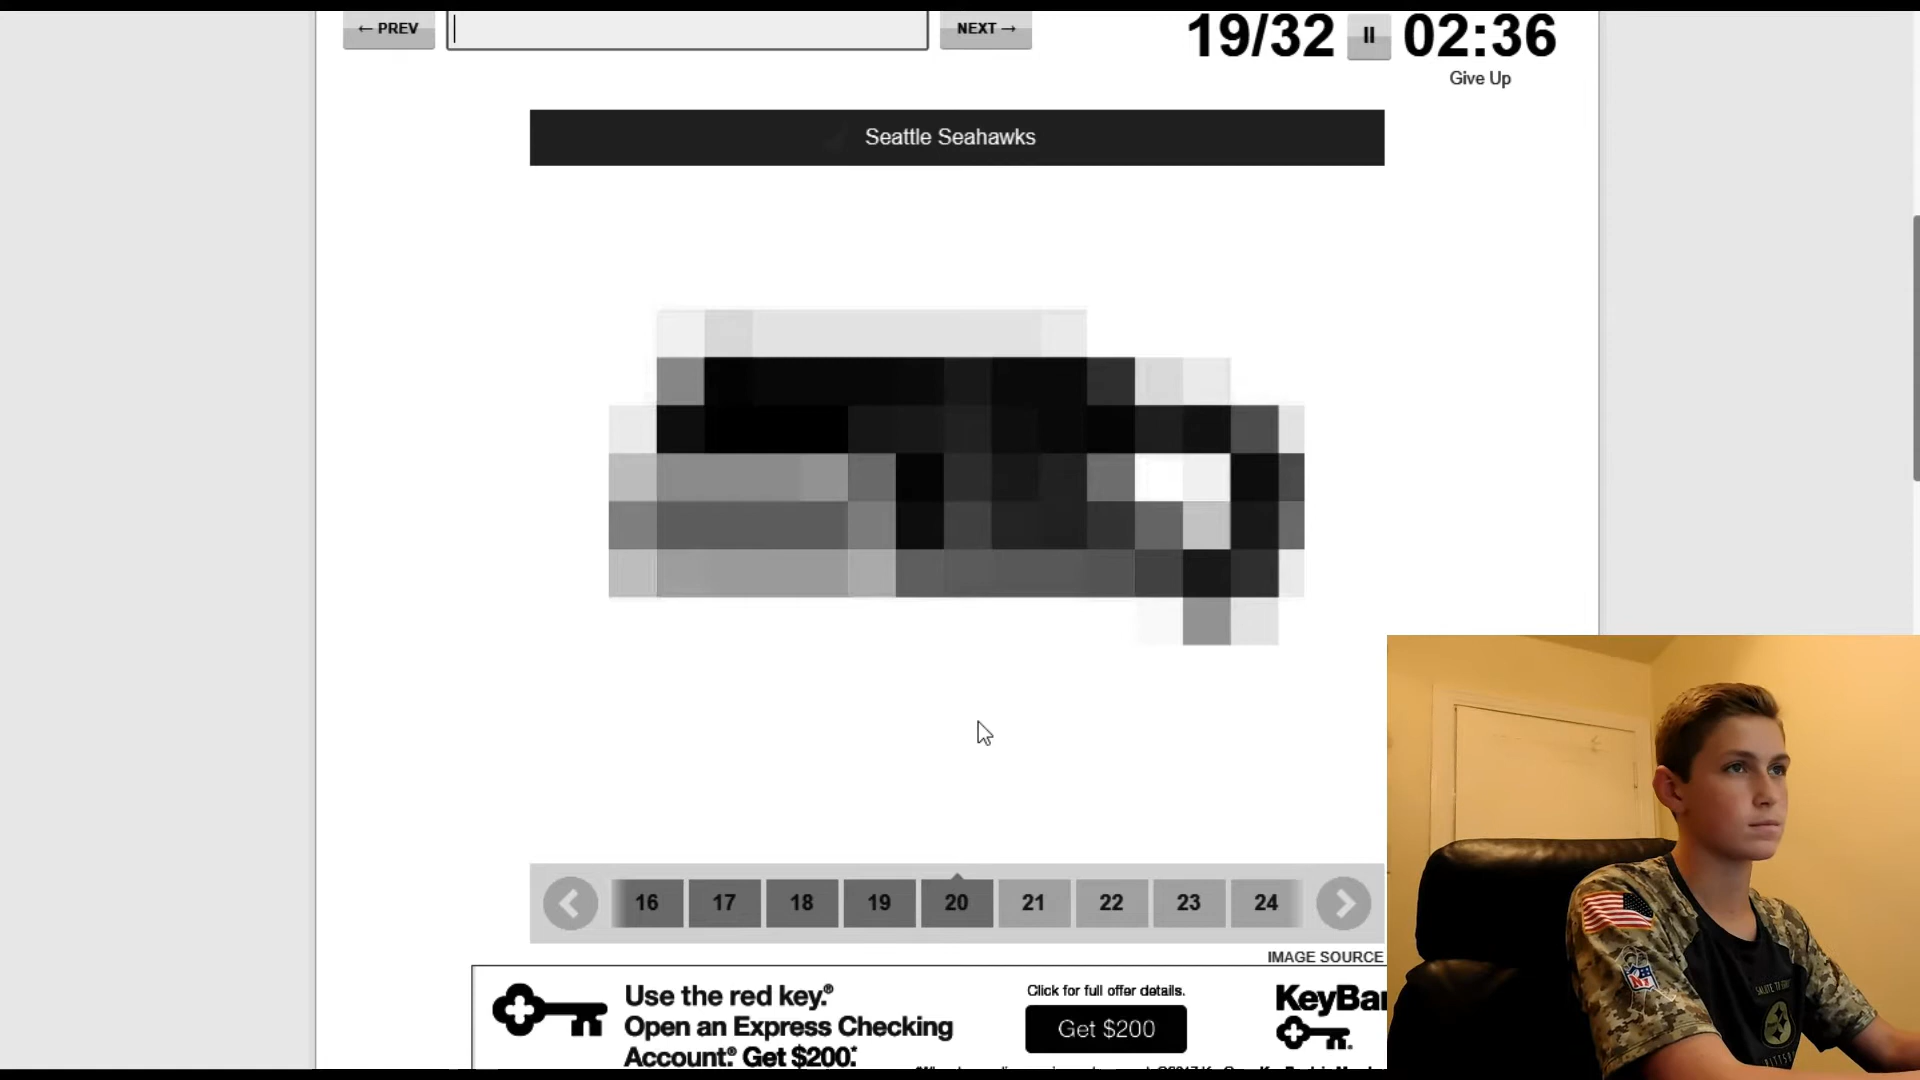 ← PREV
NEXT →
19/32
02:36
Give Up
Seattle Seahawks
16 17 18 19 20 21 22 23 24
IMAGE SOURCE
Use the red key.®
Open an Express Checking
Account.® Get $200.*
Click for full offer details.
Get $200
KeyBa
SALUTE TO